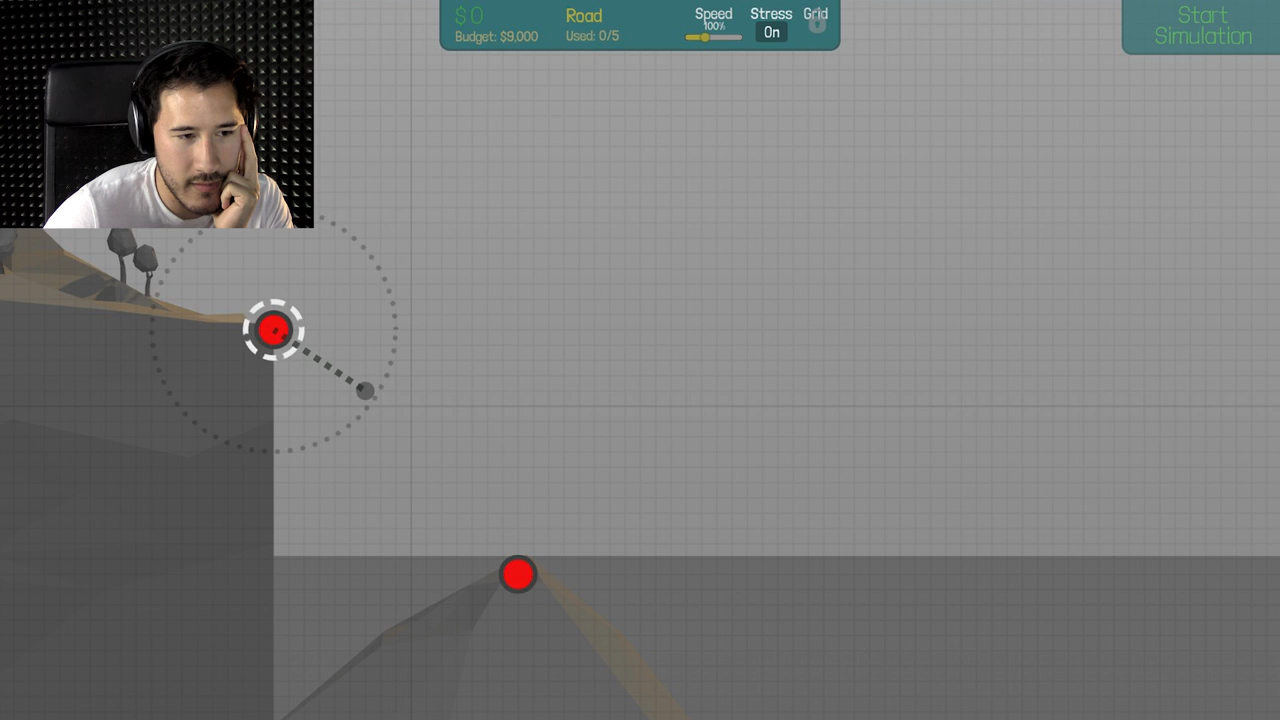 $0
Budget: $9,000
Road
Used: 0/5
Speed
100%
Stress
On
Grid
Start
Simulation